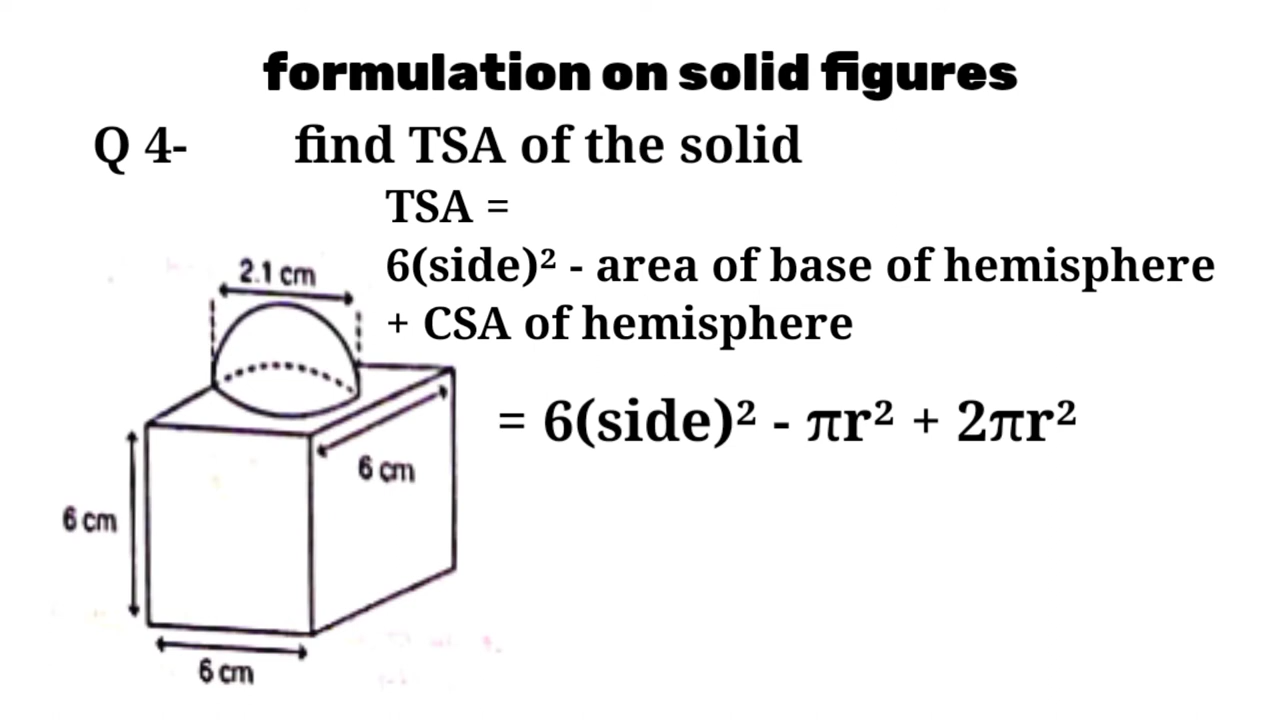 formulation on solid figures
Q 4- find TSA of the solid
TSA =
6(side)² - area of base of hemisphere
+ CSA of hemisphere
= 6(side)² - πr² + 2πr²
2.1 cm
6 cm
6 cm
6 cm